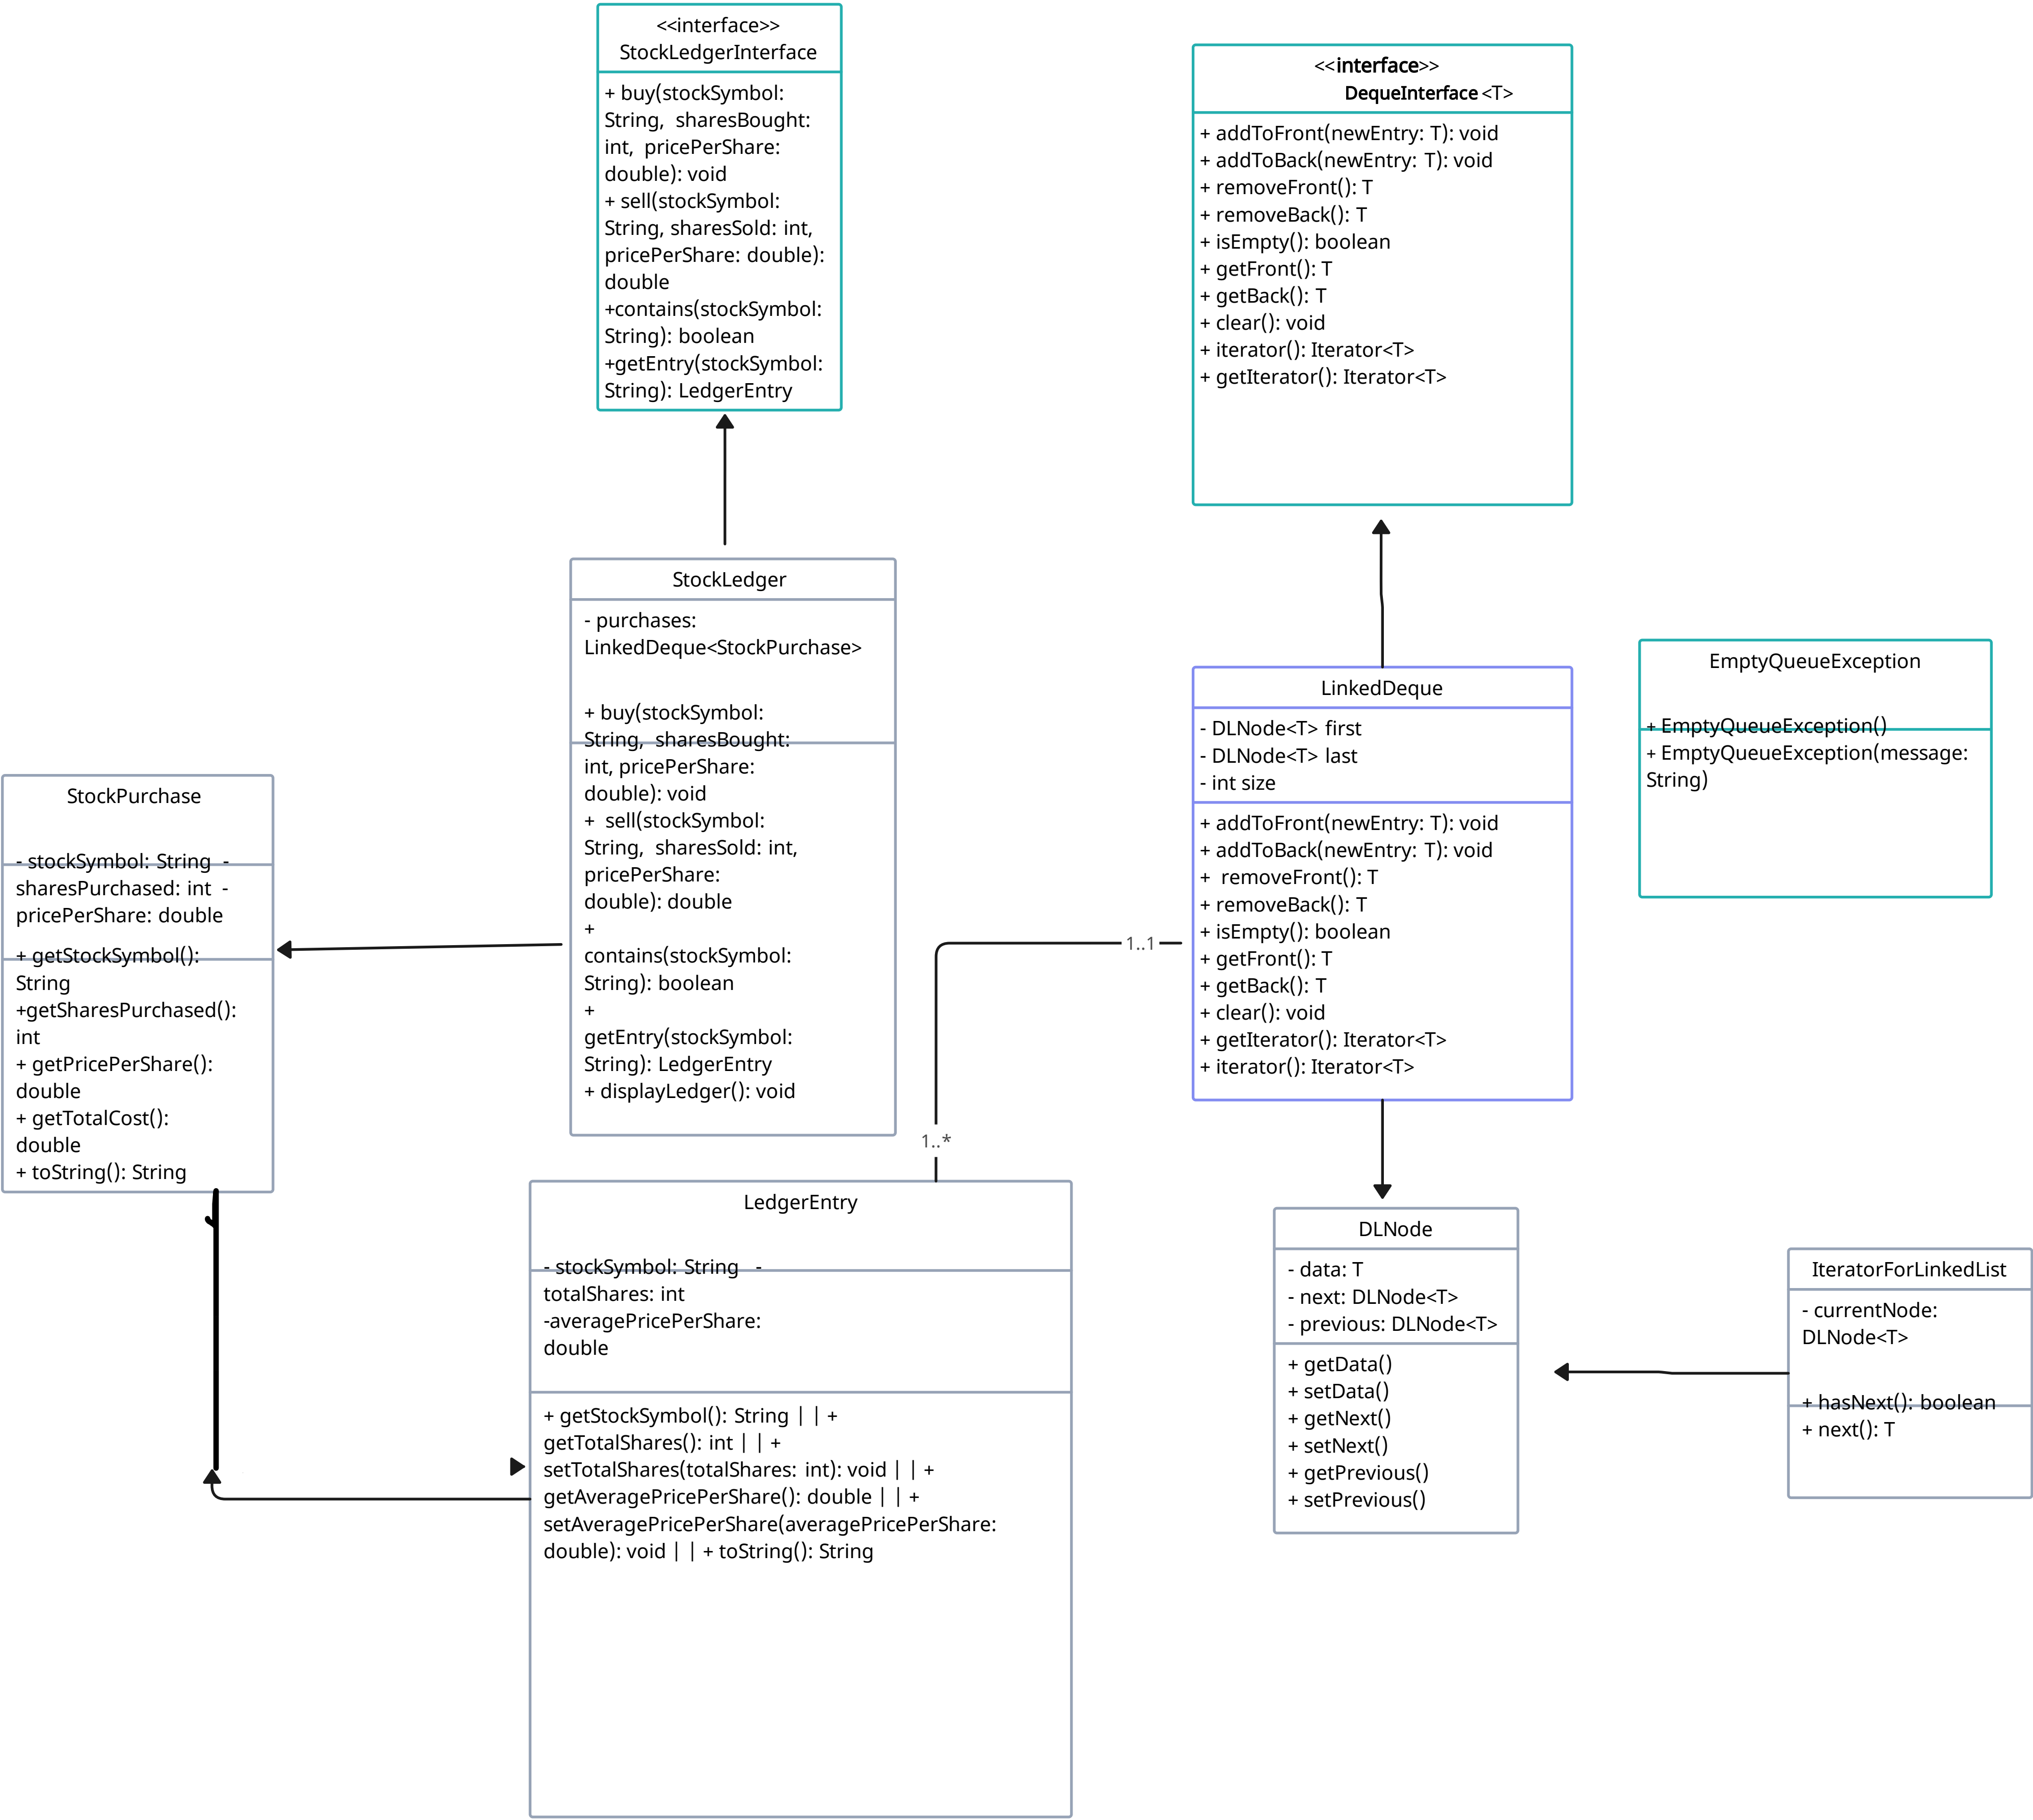 <<interface>>
StockLedgerInterface
+ buy(stockSymbol:
String,  sharesBought:
int,  pricePerShare:
double): void
+ sell(stockSymbol:
String, sharesSold: int,
pricePerShare: double):
double
+contains(stockSymbol:
String): boolean
+getEntry(stockSymbol:
String): LedgerEntry
<<interface>>
DequeInterface <T>
+ addToFront(newEntry: T): void
+ addToBack(newEntry: T): void
+ removeFront(): T
+ removeBack(): T
+ isEmpty(): boolean
+ getFront(): T
+ getBack(): T
+ clear(): void
+ iterator(): Iterator<T>
+ getIterator(): Iterator<T>
StockLedger
- purchases:
LinkedDeque<StockPurchase>
+ buy(stockSymbol:
String,  sharesBought:
int, pricePerShare:
double): void
+  sell(stockSymbol:
String,  sharesSold: int,
pricePerShare:
double): double
+
contains(stockSymbol:
String): boolean
+
getEntry(stockSymbol:
String): LedgerEntry
+ displayLedger(): void
LinkedDeque
- DLNode<T> first
- DLNode<T> last
- int size
+ addToFront(newEntry: T): void
+ addToBack(newEntry: T): void
+  removeFront(): T
+ removeBack(): T
+ isEmpty(): boolean
+ getFront(): T
+ getBack(): T
+ clear(): void
+ getIterator(): Iterator<T>
+ iterator(): Iterator<T>
EmptyQueueException
+ EmptyQueueException()
+ EmptyQueueException(message:
String)
StockPurchase
- stockSymbol: String  -
sharesPurchased: int  -
pricePerShare: double
+ getStockSymbol():
String
+getSharesPurchased():
int
+ getPricePerShare():
double
+ getTotalCost():
double
+ toString(): String
1..1
1..*
LedgerEntry
- stockSymbol: String   -
totalShares: int
-averagePricePerShare:
double
+ getStockSymbol(): String | | +
getTotalShares(): int | | +
setTotalShares(totalShares: int): void | | +
getAveragePricePerShare(): double | | +
setAveragePricePerShare(averagePricePerShare:
double): void | | + toString(): String
DLNode
- data: T
- next: DLNode<T>
- previous: DLNode<T>
+ getData()
+ setData()
+ getNext()
+ setNext()
+ getPrevious()
+ setPrevious()
IteratorForLinkedList
- currentNode:
DLNode<T>
+ hasNext(): boolean
+ next(): T